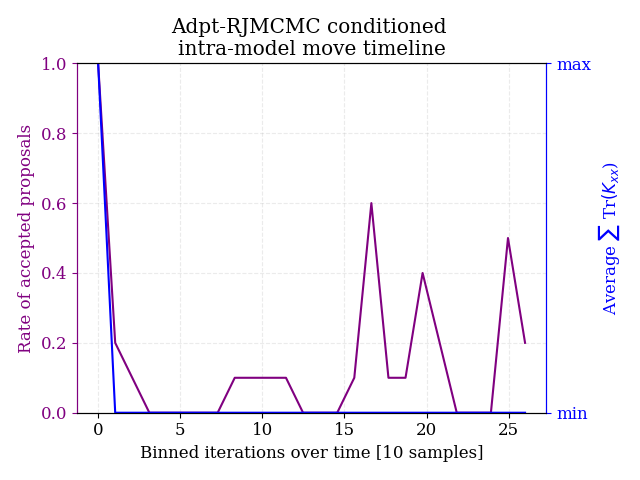 Adpt-RJMCMC conditioned
intra-model move timeline
Rate of accepted proposals
1.0
0.8
0.6
0.4
0.2
0.0
max
min
Average ∑ Tr(Kxx)
0 5 10 15 20 25
Binned iterations over time [10 samples]